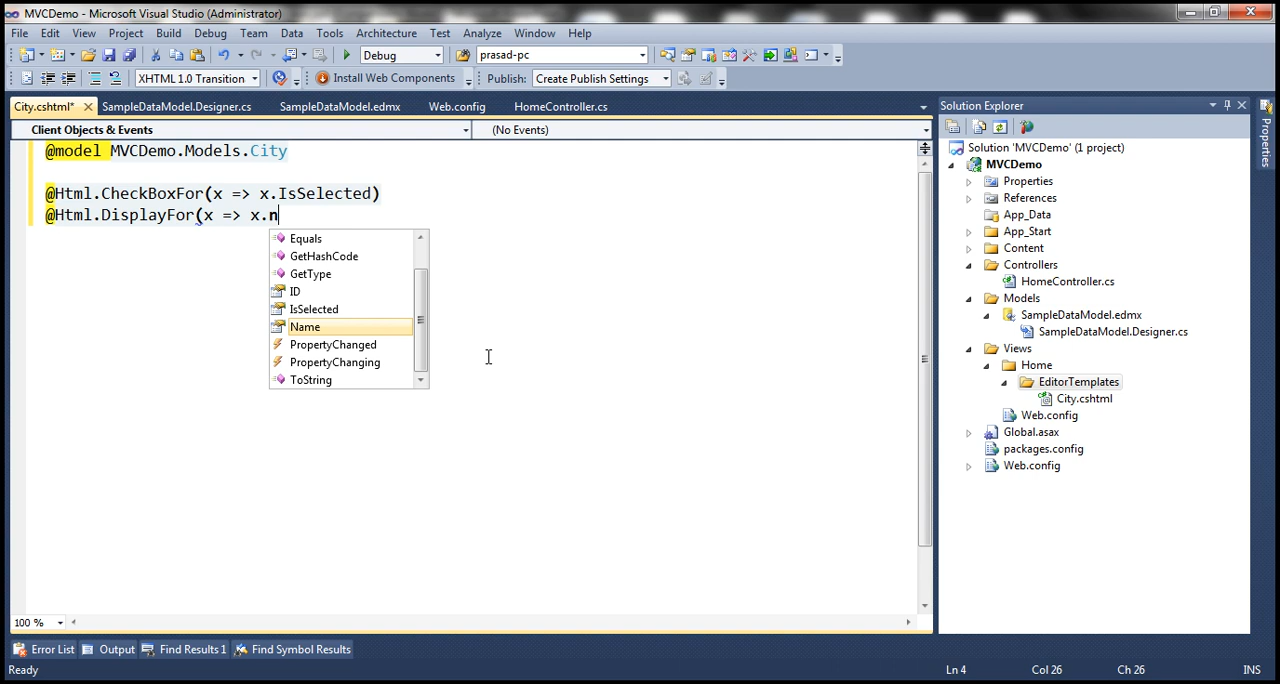 MVCDemo - Microsoft Visual Studio (Administrator)
File Edit View Project Build Debug Team Data Tools Architecture Test Analyze Window Help
Debug prasad-pc
XHTML 1.0 Transition Install Web Components Publish: Create Publish Settings
City.cshtml* SampleDataModel.Designer.cs SampleDataModel.edmx Web.config HomeController.cs
Client Objects & Events (No Events)
@model MVCDemo.Models.City
@Html.CheckBoxFor(x => x.IsSelected)
@Html.DisplayFor(x => x.n
Equals
GetHashCode
GetType
ID
IsSelected
Name
PropertyChanged
PropertyChanging
ToString
100 %
Solution Explorer
Solution 'MVCDemo' (1 project)
MVCDemo
Properties
References
App_Data
App_Start
Content
Controllers
HomeController.cs
Models
SampleDataModel.edmx
SampleDataModel.Designer.cs
Views
Home
EditorTemplates
City.cshtml
Web.config
Global.asax
packages.config
Web.config
Properties
Error List Output Find Results 1 Find Symbol Results
Ready Ln 4 Col 26 Ch 26 INS